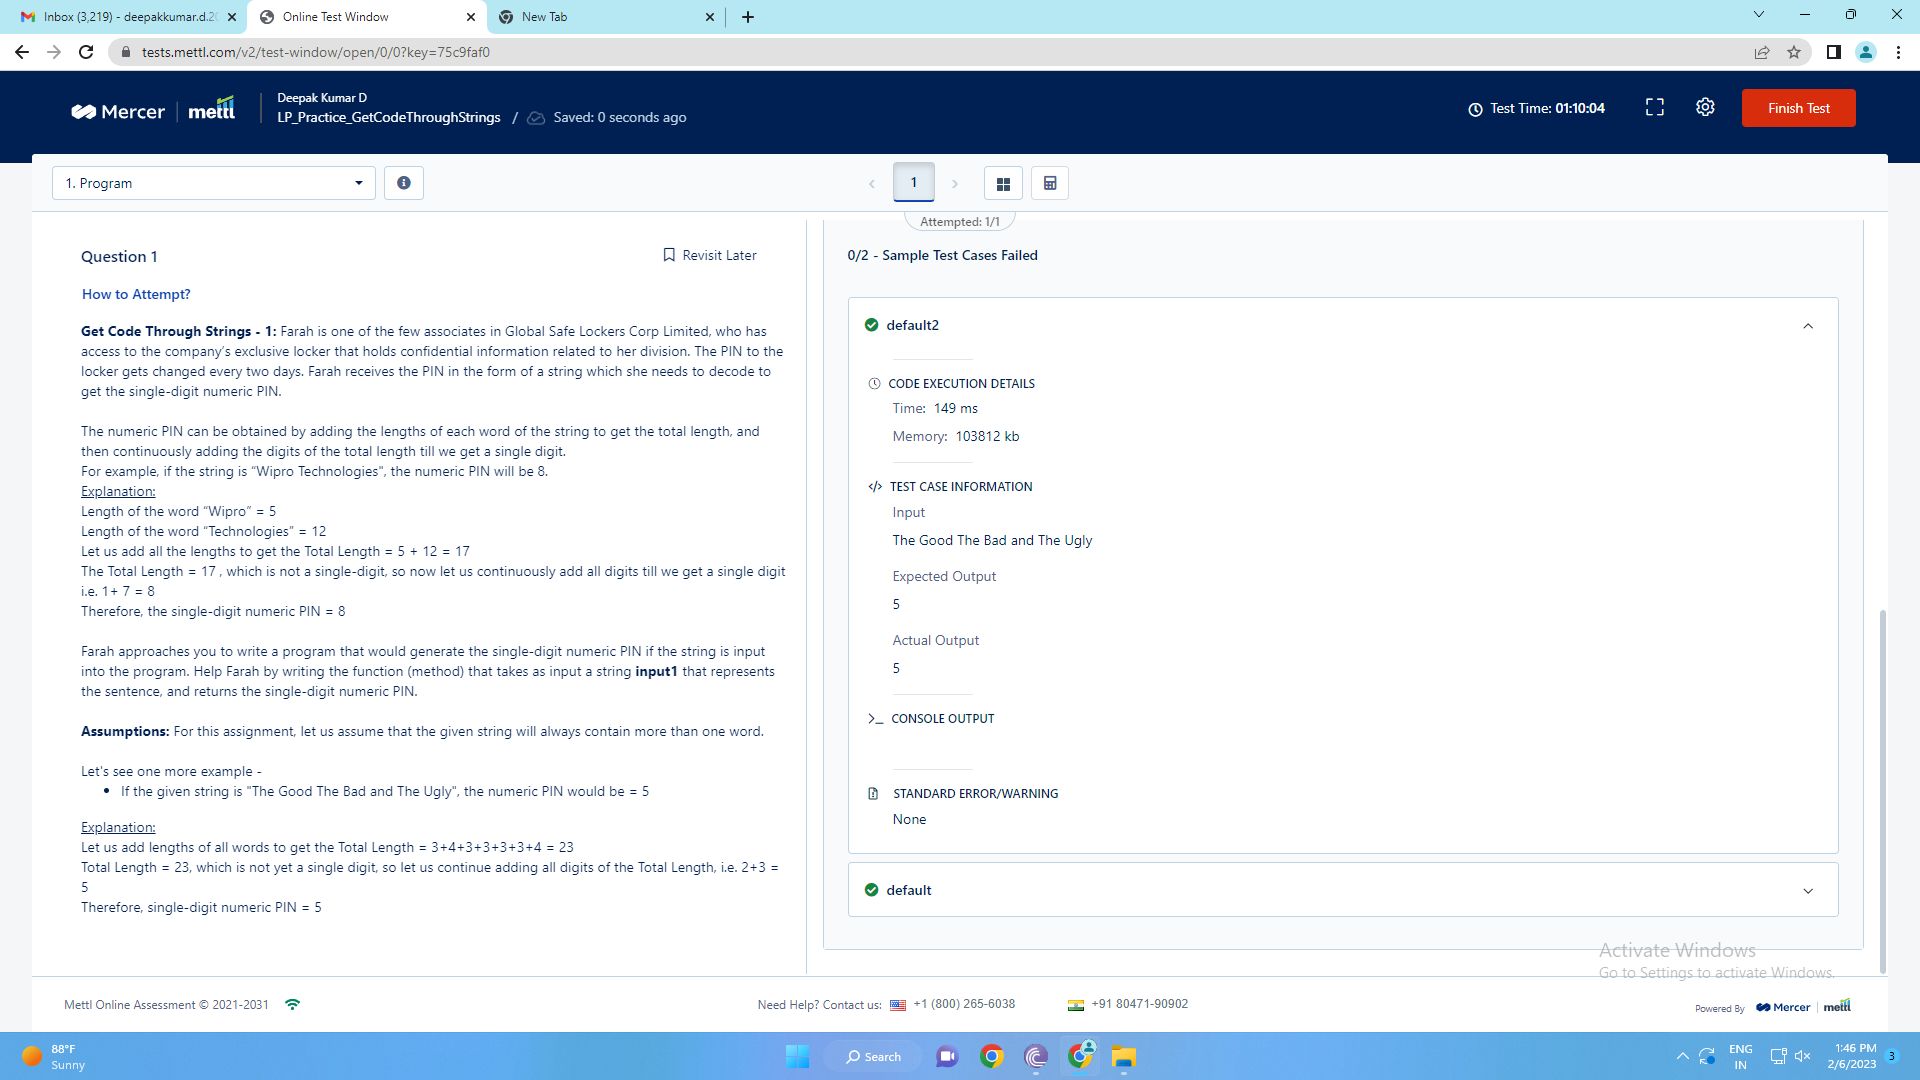 Inbox (3,219) - deepakkumar.d.20
Online Test Window
New Tab
tests.mettl.com/v2/test-window/open/0/0?key=75c9faf0
Mercer
mettl
Deepak Kumar D
LP_Practice_GetCodeThroughStrings / Saved: 0 seconds ago
Test Time: 01:10:04
Finish Test
1. Program
1
Attempted: 1/1
Question 1
Revisit Later
How to Attempt?
Get Code Through Strings - 1: Farah is one of the few associates in Global Safe Lockers Corp Limited, who has
access to the company's exclusive locker that holds confidential information related to her division. The PIN to the
locker gets changed every two days. Farah receives the PIN in the form of a string which she needs to decode to
get the single-digit numeric PIN.
The numeric PIN can be obtained by adding the lengths of each word of the string to get the total length, and
then continuously adding the digits of the total length till we get a single digit.
For example, if the string is “Wipro Technologies”, the numeric PIN will be 8.
Explanation:
Length of the word “Wipro” = 5
Length of the word “Technologies” = 12
Let us add all the lengths to get the Total Length = 5 + 12 = 17
The Total Length = 17 , which is not a single-digit, so now let us continuously add all digits till we get a single digit
i.e. 1+ 7 = 8
Therefore, the single-digit numeric PIN = 8
Farah approaches you to write a program that would generate the single-digit numeric PIN if the string is input
into the program. Help Farah by writing the function (method) that takes as input a string input1 that represents
the sentence, and returns the single-digit numeric PIN.
Assumptions: For this assignment, let us assume that the given string will always contain more than one word.
Let's see one more example -
• If the given string is "The Good The Bad and The Ugly", the numeric PIN would be = 5
Explanation:
Let us add lengths of all words to get the Total Length = 3+4+3+3+3+3+4 = 23
Total Length = 23, which is not yet a single digit, so let us continue adding all digits of the Total Length, i.e. 2+3 =
5
Therefore, single-digit numeric PIN = 5
0/2 - Sample Test Cases Failed
default2
CODE EXECUTION DETAILS
Time: 149 ms
Memory: 103812 kb
</> TEST CASE INFORMATION
Input
The Good The Bad and The Ugly
Expected Output
5
Actual Output
5
CONSOLE OUTPUT
STANDARD ERROR/WARNING
None
default
Activate Windows
Go to Settings to activate Windows.
Mettl Online Assessment © 2021-2031
Need Help? Contact us: +1 (800) 265-6038
+91 80471-90902
Powered By Mercer | mettl
88°F
Sunny
Search
ENG
IN
1:46 PM
2/6/2023
3